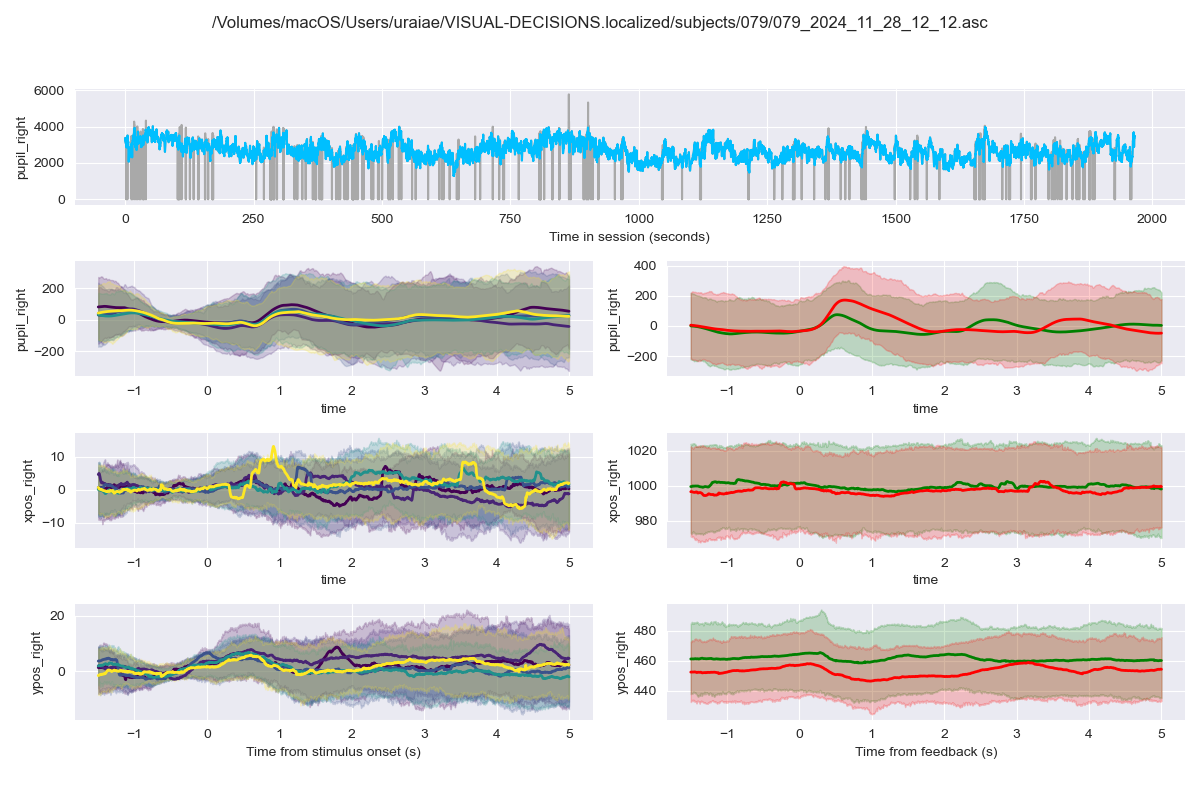 /Volumes/macOS/Users/uraiae/VISUAL-DECISIONS.localized/subjects/079/079_2024_11_28_12_12.asc
pupil_right
6000
4000
2000
0
0 250 500 750 1000 1250 1500 1750 2000
Time in session (seconds)
pupil_right
200
0
−200
−1 0 1 2 3 4 5
time
pupil_right
400
200
0
−200
−1 0 1 2 3 4 5
time
xpos_right
10
0
−10
−1 0 1 2 3 4 5
time
xpos_right
1020
1000
980
−1 0 1 2 3 4 5
time
ypos_right
20
0
−1 0 1 2 3 4 5
Time from stimulus onset (s)
ypos_right
480
460
440
−1 0 1 2 3 4 5
Time from feedback (s)